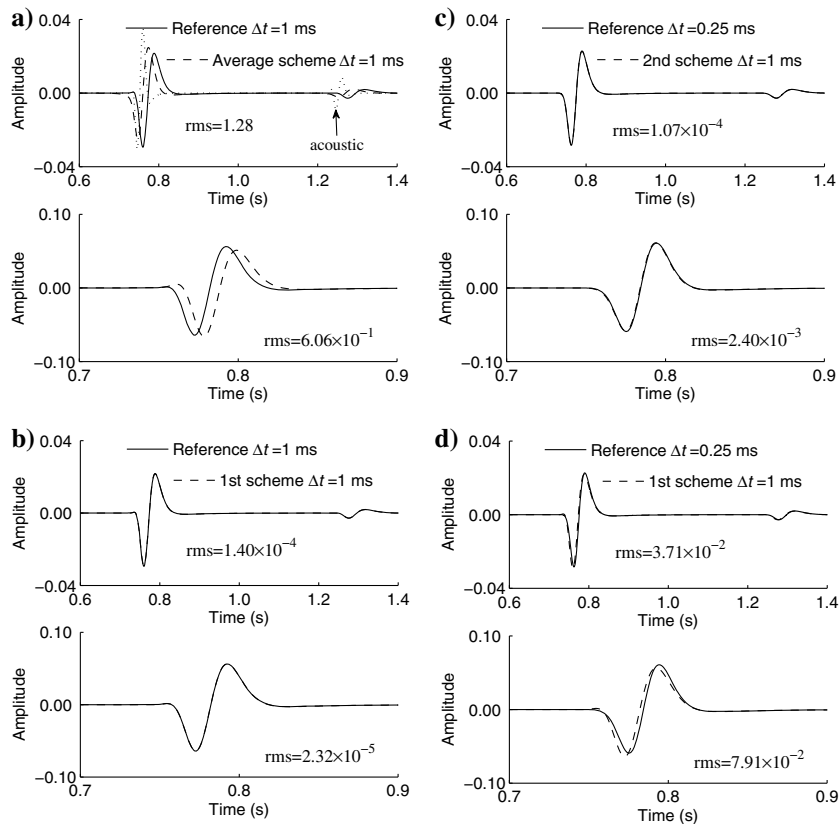 a)
Reference Δt=1 ms
Average scheme Δt=1 ms
0.04
0.00
−0.04
Amplitude
rms=1.28
acoustic
0.6 0.8 1.0 1.2 1.4
Time (s)
0.10
0.00
−0.10
Amplitude
rms=6.06×10⁻¹
0.7 0.8 0.9
Time (s)
c)
Reference Δt=0.25 ms
2nd scheme Δt=1 ms
0.04
0.00
−0.04
Amplitude
rms=1.07×10⁻⁴
0.6 0.8 1.0 1.2 1.4
Time (s)
0.10
0.00
−0.10
Amplitude
rms=2.40×10⁻³
0.7 0.8 0.9
Time (s)
b)
Reference Δt=1 ms
1st scheme Δt=1 ms
0.04
0.00
−0.04
Amplitude
rms=1.40×10⁻⁴
0.6 0.8 1.0 1.2 1.4
Time (s)
0.10
0.00
−0.10
Amplitude
rms=2.32×10⁻⁵
0.7 0.8 0.9
Time (s)
d)
Reference Δt=0.25 ms
1st scheme Δt=1 ms
0.04
0.00
−0.04
Amplitude
rms=3.71×10⁻²
0.6 0.8 1.0 1.2 1.4
Time (s)
0.10
0.00
−0.10
Amplitude
rms=7.91×10⁻²
0.7 0.8 0.9
Time (s)